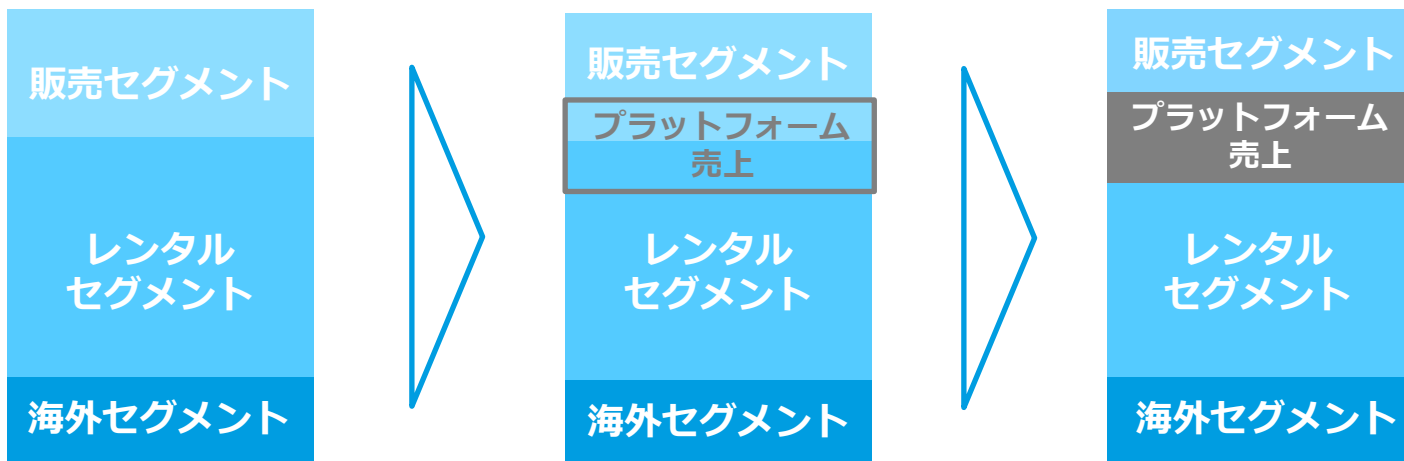 販売セグメント
レンタル
セグメント
海外セグメント
販売セグメント
プラットフォーム
売上
レンタル
セグメント
海外セグメント
販売セグメント
プラットフォーム
売上
レンタル
セグメント
海外セグメント